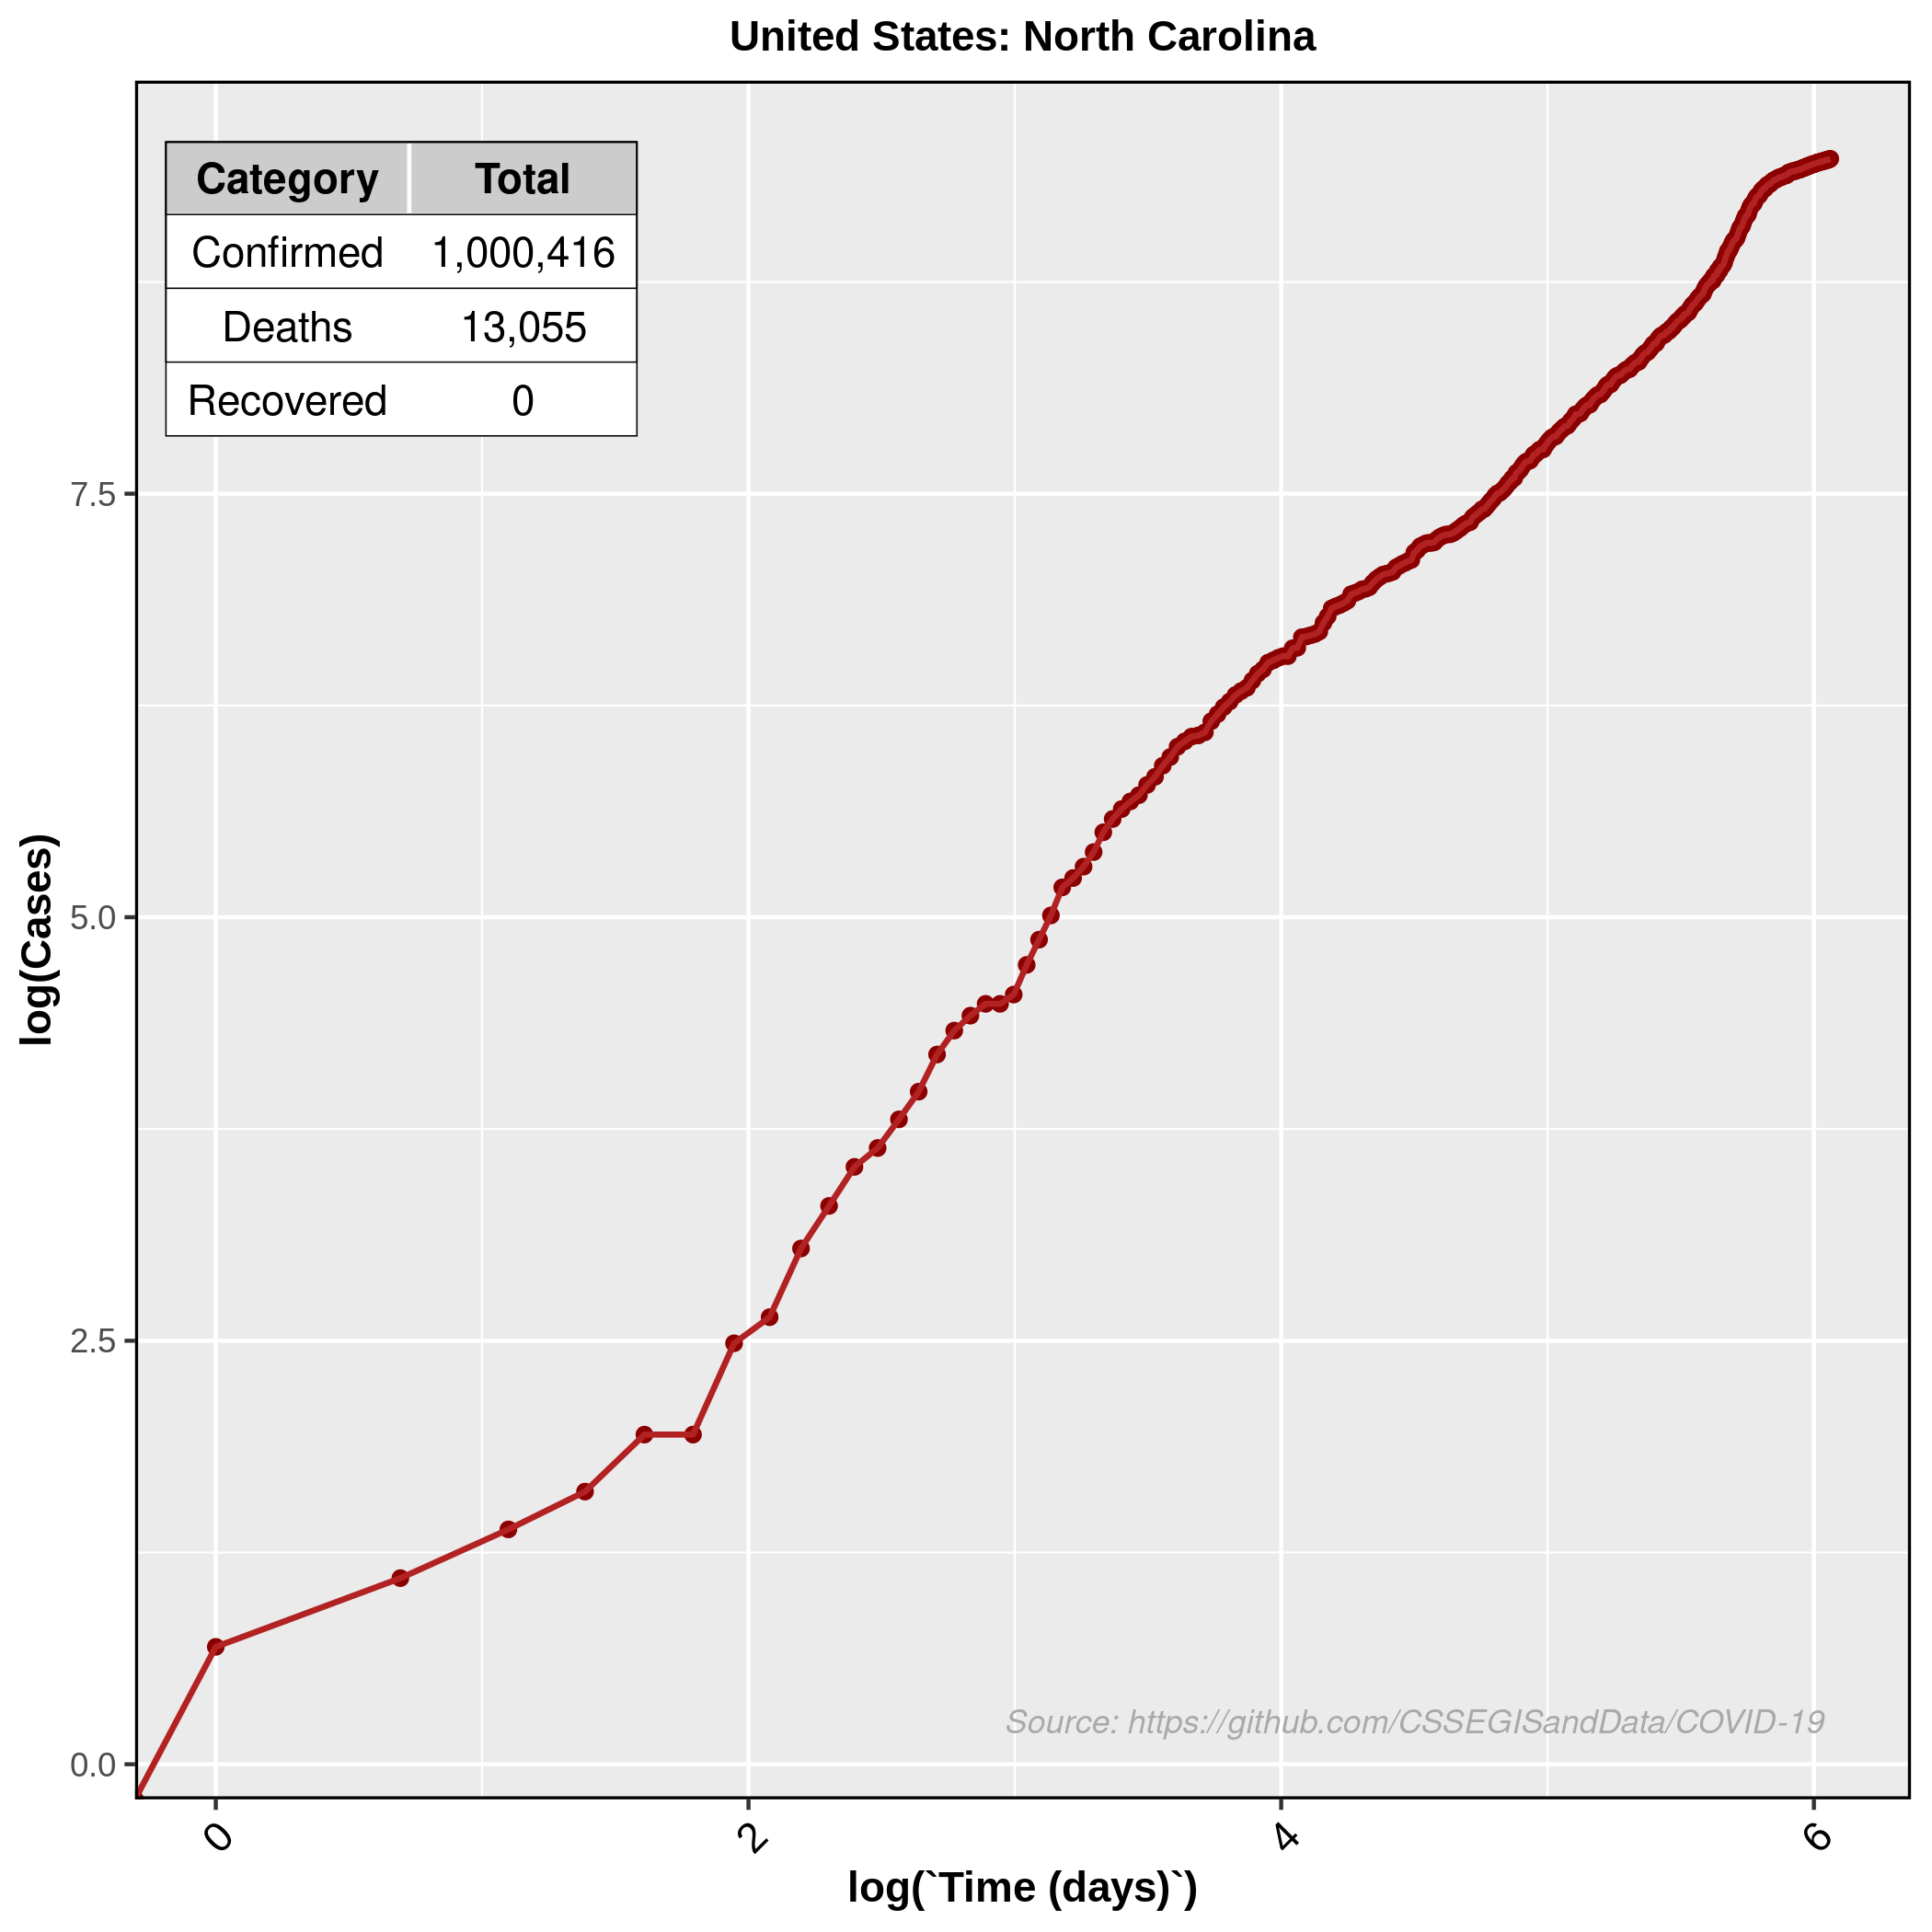 United States: North Carolina
Category Total
Confirmed 1,000,416
Deaths 13,055
Recovered 0
7.5
5.0
2.5
0.0
log(Cases)
Source: https://github.com/CSSEGISandData/COVID-19
0 2 4 6
log(`Time (days)`)